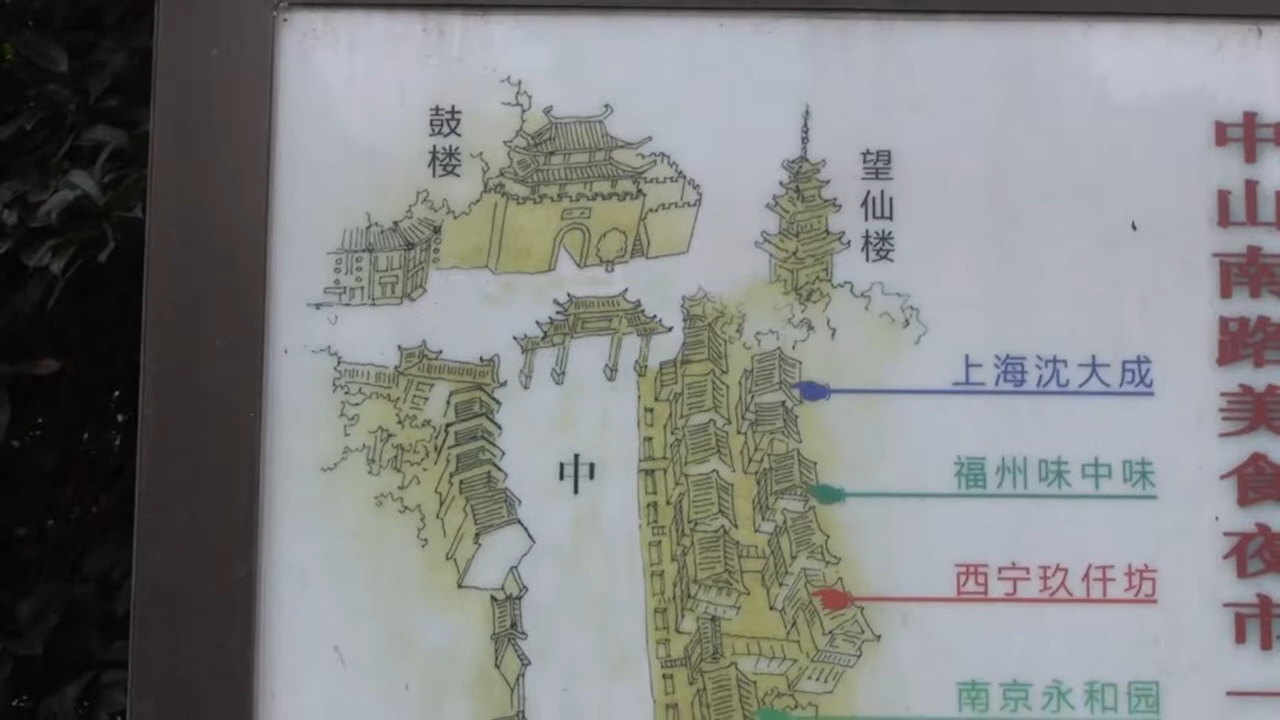 鼓楼
望仙楼
中
上海沈大成
福州味中味
西宁玖仟坊
南京永和园
中山南路美食夜市